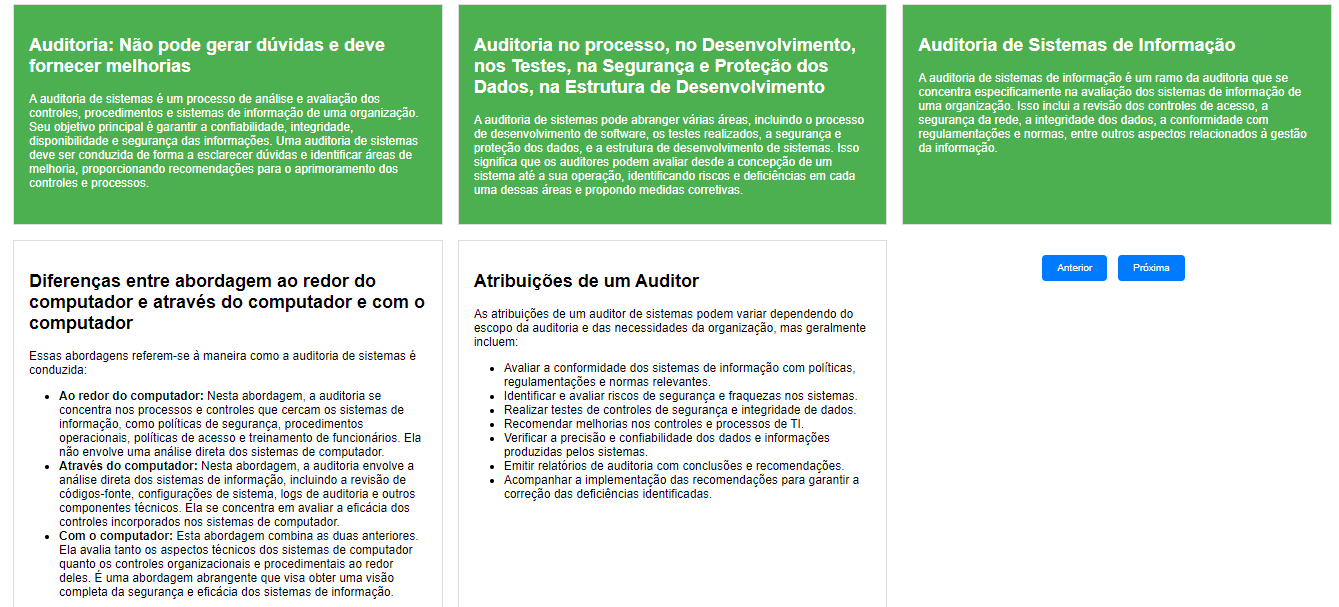 Auditoria: Não pode gerar dúvidas e deve
fornecer melhorias
A auditoria de sistemas é um processo de análise e avaliação dos
controles, procedimentos e sistemas de informação de uma organização.
Seu objetivo principal é garantir a confiabilidade, integridade,
disponibilidade e segurança das informações. Uma auditoria de sistemas
deve ser conduzida de forma a esclarecer dúvidas e identificar áreas de
melhoria, proporcionando recomendações para o aprimoramento dos
controles e processos.
Auditoria no processo, no Desenvolvimento,
nos Testes, na Segurança e Proteção dos
Dados, na Estrutura de Desenvolvimento
A auditoria de sistemas pode abranger várias áreas, incluindo o processo
de desenvolvimento de software, os testes realizados, a segurança e
proteção dos dados, e a estrutura de desenvolvimento de sistemas. Isso
significa que os auditores podem avaliar desde a concepção de um
sistema até a sua operação, identificando riscos e deficiências em cada
uma dessas áreas e propondo medidas corretivas.
Auditoria de Sistemas de Informação
A auditoria de sistemas de informação é um ramo da auditoria que se
concentra especificamente na avaliação dos sistemas de informação de
uma organização. Isso inclui a revisão dos controles de acesso, a
segurança da rede, a integridade dos dados, a conformidade com
regulamentações e normas, entre outros aspectos relacionados à gestão
da informação.
Diferenças entre abordagem ao redor do
computador e através do computador e com o
computador
Essas abordagens referem-se à maneira como a auditoria de sistemas é
conduzida:
• Ao redor do computador: Nesta abordagem, a auditoria se
concentra nos processos e controles que cercam os sistemas de
informação, como políticas de segurança, procedimentos
operacionais, políticas de acesso e treinamento de funcionários. Ela
não envolve uma análise direta dos sistemas de computador.
• Através do computador: Nesta abordagem, a auditoria envolve a
análise direta dos sistemas de informação, incluindo a revisão de
códigos-fonte, configurações de sistema, logs de auditoria e outros
componentes técnicos. Ela se concentra em avaliar a eficácia dos
controles incorporados nos sistemas de computador.
• Com o computador: Esta abordagem combina as duas anteriores.
Ela avalia tanto os aspectos técnicos dos sistemas de computador
quanto os controles organizacionais e procedimentais ao redor
deles. É uma abordagem abrangente que visa obter uma visão
completa da segurança e eficácia dos sistemas de informação.
Atribuições de um Auditor
As atribuições de um auditor de sistemas podem variar dependendo do
escopo da auditoria e das necessidades da organização, mas geralmente
incluem:
• Avaliar a conformidade dos sistemas de informação com políticas,
regulamentações e normas relevantes.
• Identificar e avaliar riscos de segurança e fraquezas nos sistemas.
• Realizar testes de controles de segurança e integridade de dados.
• Recomendar melhorias nos controles e processos de TI.
• Verificar a precisão e confiabilidade dos dados e informações
produzidas pelos sistemas.
• Emitir relatórios de auditoria com conclusões e recomendações.
• Acompanhar a implementação das recomendações para garantir a
correção das deficiências identificadas.
Anterior
Próxima